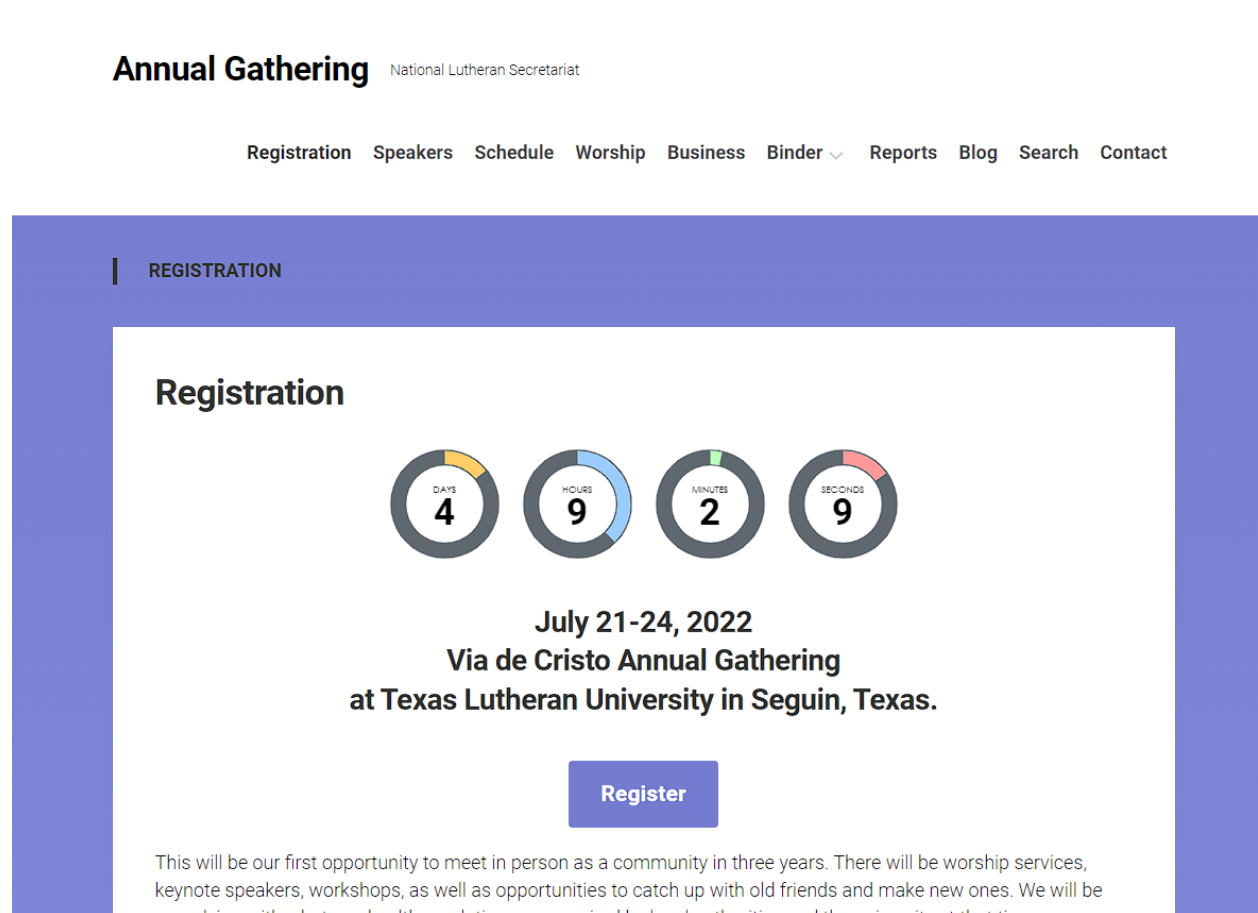 Annual Gathering National Lutheran Secretariat
Registration Speakers Schedule Worship Business Binder Reports Blog Search Contact
REGISTRATION
Registration
DAYS HOURS MINUTES SECONDS
4 9 2 9
July 21-24, 2022
Via de Cristo Annual Gathering
at Texas Lutheran University in Seguin, Texas.
Register
This will be our first opportunity to meet in person as a community in three years. There will be worship services,
keynote speakers, workshops, as well as opportunities to catch up with old friends and make new ones. We will be